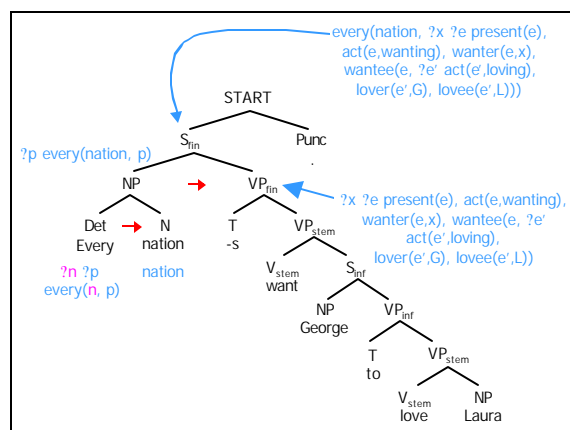 every(nation, ?x ?e present(e),
act(e,wanting), wanter(e,x),
wantee(e, ?e' act(e',loving),
lover(e',G), lovee(e',L)))
START
S_fin Punc
.
?p every(nation, p)
NP VP_fin
?x ?e present(e), act(e,wanting),
wanter(e,x), wantee(e, ?e'
act(e',loving),
lover(e',G), lovee(e',L))
Det N T VP_stem
Every nation -s
?n ?p nation
every(n, p)
V_stem S_inf
want
NP VP_inf
George
T VP_stem
to
V_stem NP
love Laura